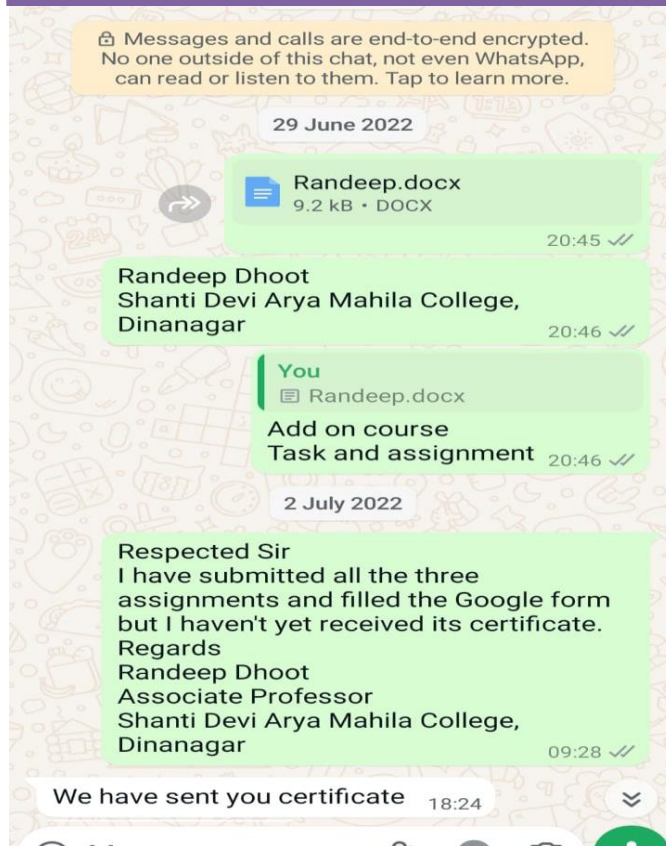 Messages and calls are end-to-end encrypted.
No one outside of this chat, not even WhatsApp,
can read or listen to them. Tap to learn more.
29 June 2022
Randeep.docx
9.2 kB • DOCX
20:45
Randeep Dhoot
Shanti Devi Arya Mahila College,
Dinanagar
20:46
You
Randeep.docx
Add on course
Task and assignment 20:46
2 July 2022
Respected Sir
I have submitted all the three
assignments and filled the Google form
but I haven't yet received its certificate.
Regards
Randeep Dhoot
Associate Professor
Shanti Devi Arya Mahila College,
Dinanagar
09:28
We have sent you certificate 18:24